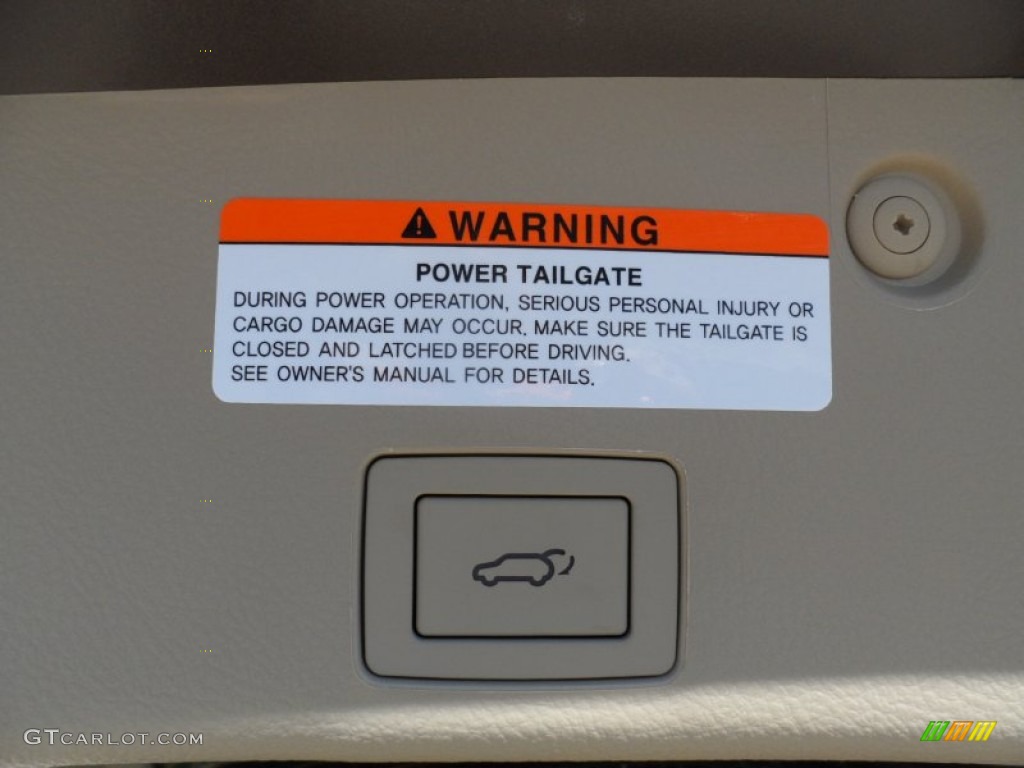 WARNING
POWER TAILGATE
DURING POWER OPERATION, SERIOUS PERSONAL INJURY OR
CARGO DAMAGE MAY OCCUR. MAKE SURE THE TAILGATE IS
CLOSED AND LATCHED BEFORE DRIVING.
SEE OWNER'S MANUAL FOR DETAILS.
GTCARLOT.COM